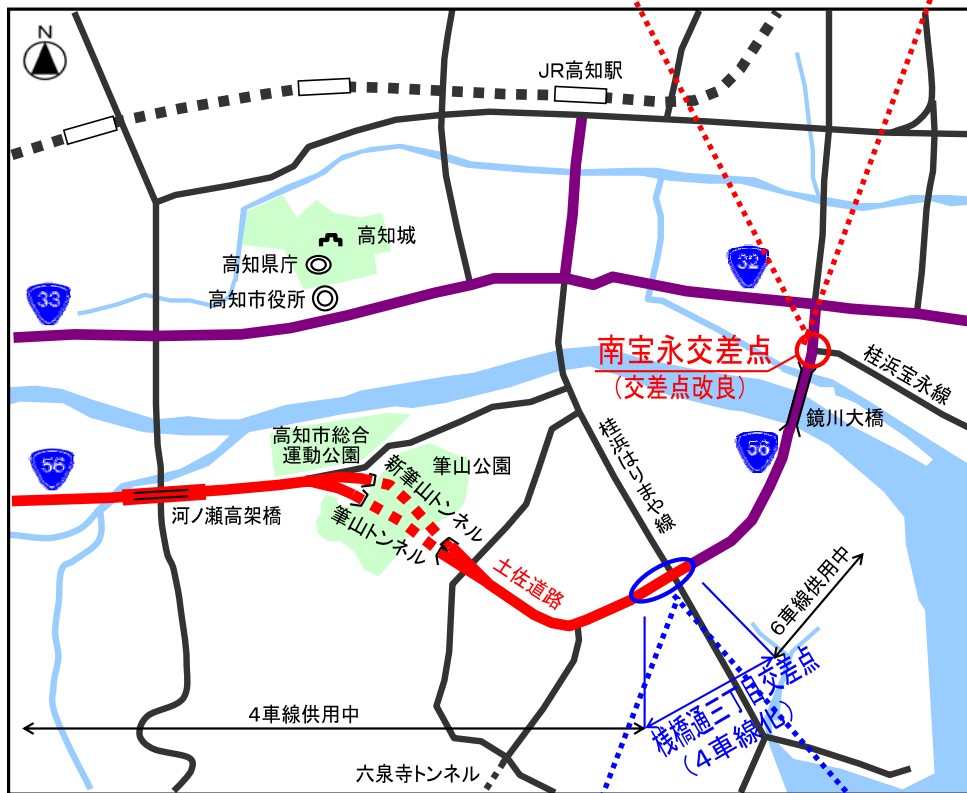 N
JR高知駅
高知城
高知県庁
高知市役所
33
32
南宝永交差点
(交差点改良)
桂浜宝永線
鏡川大橋
高知市総合
運動公園
筆山公園
56
56
新筆山トンネル
筆山トンネル
桂浜はりまや線
河ノ瀬高架橋
土佐道路
6車線供用中
桟橋通三丁目交差点
(4車線化)
4車線供用中
六泉寺トンネル